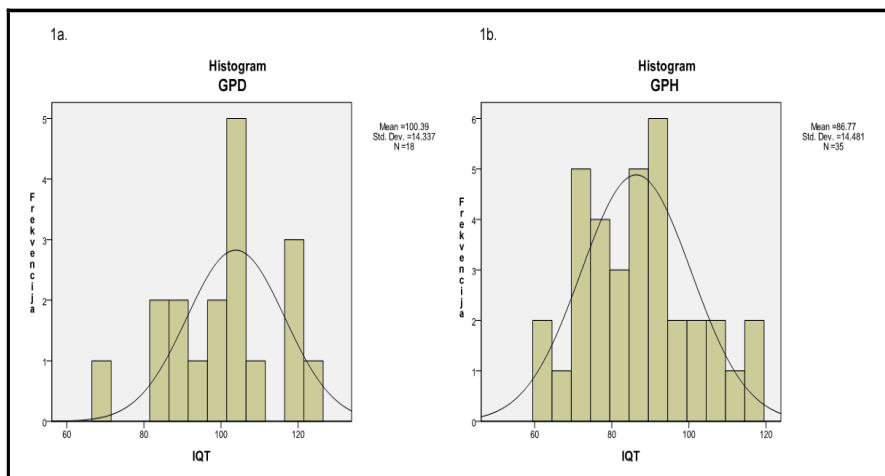 1a.
Histogram
GPD
Mean =100.39
Std. Dev. =14.337
N =18
Frekvencija
5
4
3
2
1
0
60 80 100 120
IQT
1b.
Histogram
GPH
Mean =86.77
Std. Dev. =14.481
N =35
Frekvencija
6
5
4
3
2
1
0
60 80 100 120
IQT